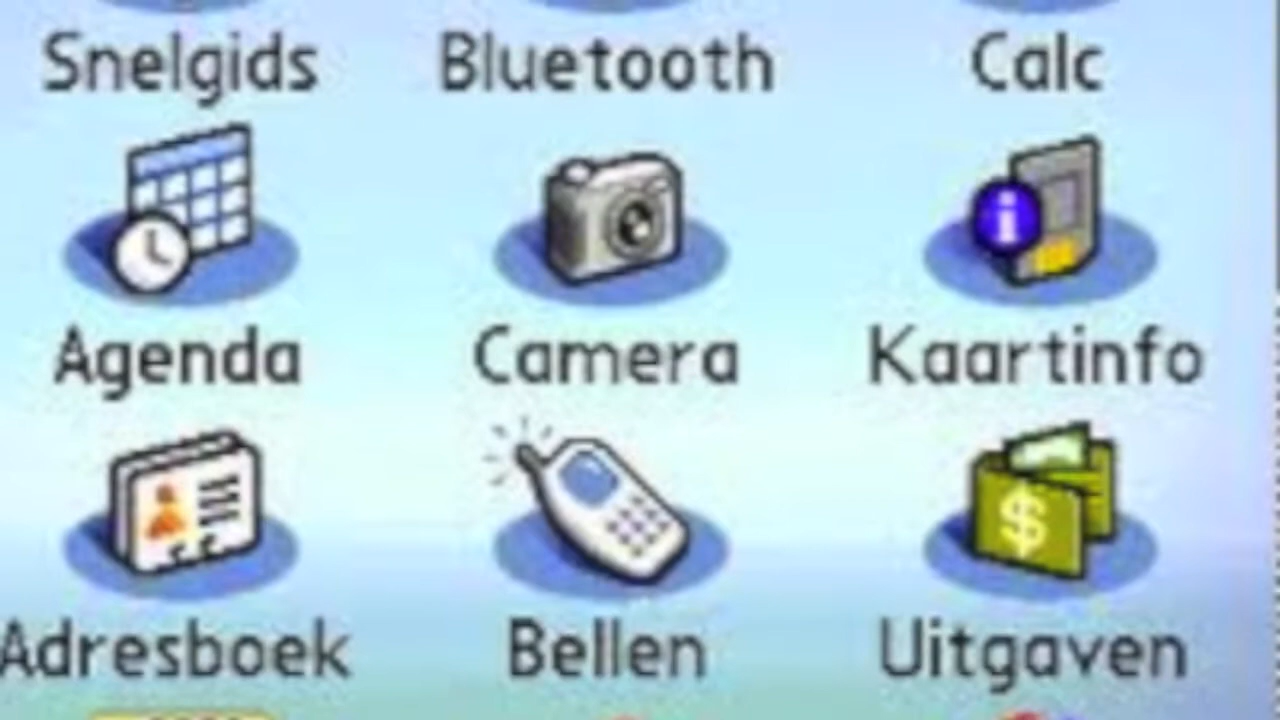 Snelgids Bluetooth Calc
Agenda Camera Kaartinfo
Adresboek Bellen Uitgaven